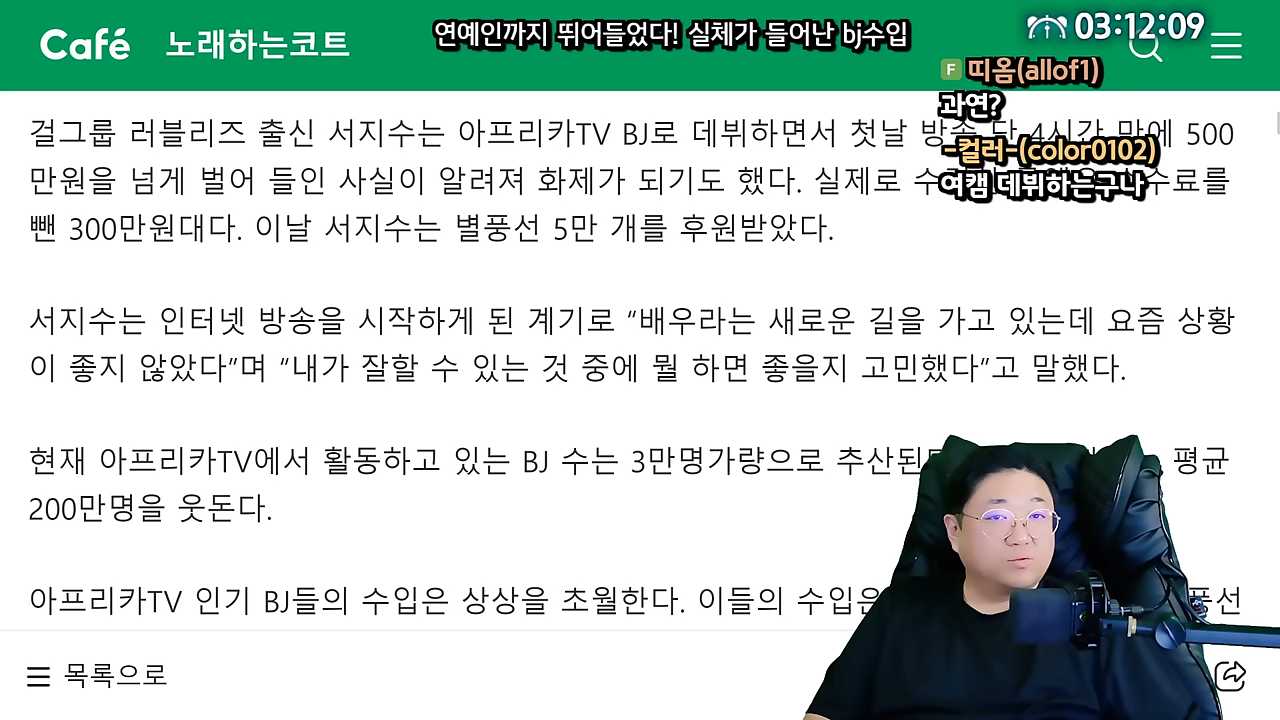 Café 노래하는코트
연예인까지 뛰어들었다! 실체가 들어난 bj수입
03:12:09
F 띠옴(allof1)
과연?
-컬러-(color0102)
여캠 데뷔하는구나
걸그룹 러블리즈 출신 서지수는 아프리카TV BJ로 데뷔하면서 첫날 방송 단 4시간 만에 500
만원을 넘게 벌어 들인 사실이 알려져 화제가 되기도 했다. 실제로 수료를
뺀 300만원대다. 이날 서지수는 별풍선 5만 개를 후원받았다.
서지수는 인터넷 방송을 시작하게 된 계기로 “배우라는 새로운 길을 가고 있는데 요즘 상황
이 좋지 않았다”며 “내가 잘할 수 있는 것 중에 뭘 하면 좋을지 고민했다”고 말했다.
현재 아프리카TV에서 활동하고 있는 BJ 수는 3만명가량으로 추산된다 평균
200만명을 웃돈다.
아프리카TV 인기 BJ들의 수입은 상상을 초월한다. 이들의 수입은 풍선
목록으로